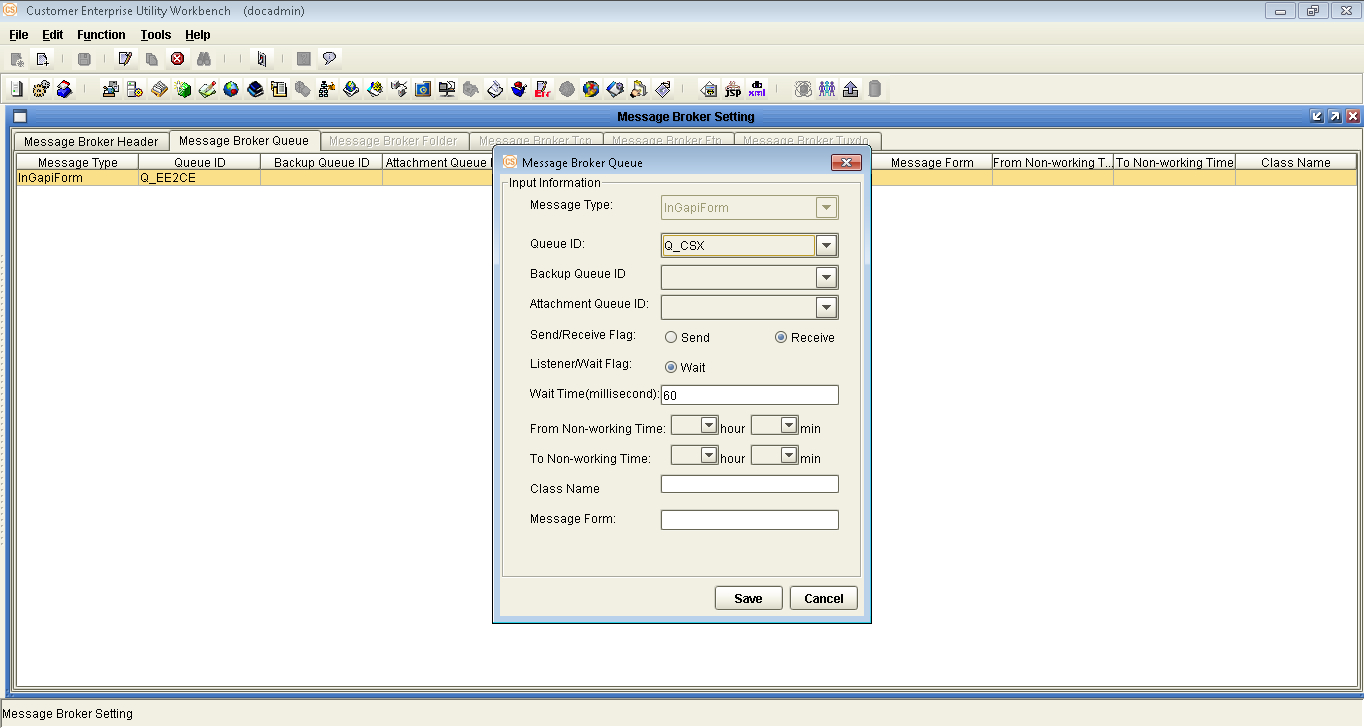 Customer Enterprise Utility Workbench (docadmin)
File Edit Function Tools Help
jsp xml
Message Broker Setting
Message Broker Header Message Broker Queue Message Broker Folder Message Broker Tcp Message Broker Ftp Message Broker Tuxdo
Message Type Queue ID Backup Queue ID Attachment Queue Message Form From Non-working T... To Non-working Time Class Name
InGapiForm Q_EE2CE
CS Message Broker Queue
Input Information
Message Type: InGapiForm
Queue ID: Q_CSX
Backup Queue ID
Attachment Queue ID:
Send/Receive Flag: Send Receive
Listener/Wait Flag: Wait
Wait Time(millisecond): 60
From Non-working Time: hour min
To Non-working Time: hour min
Class Name
Message Form:
Save Cancel
Message Broker Setting